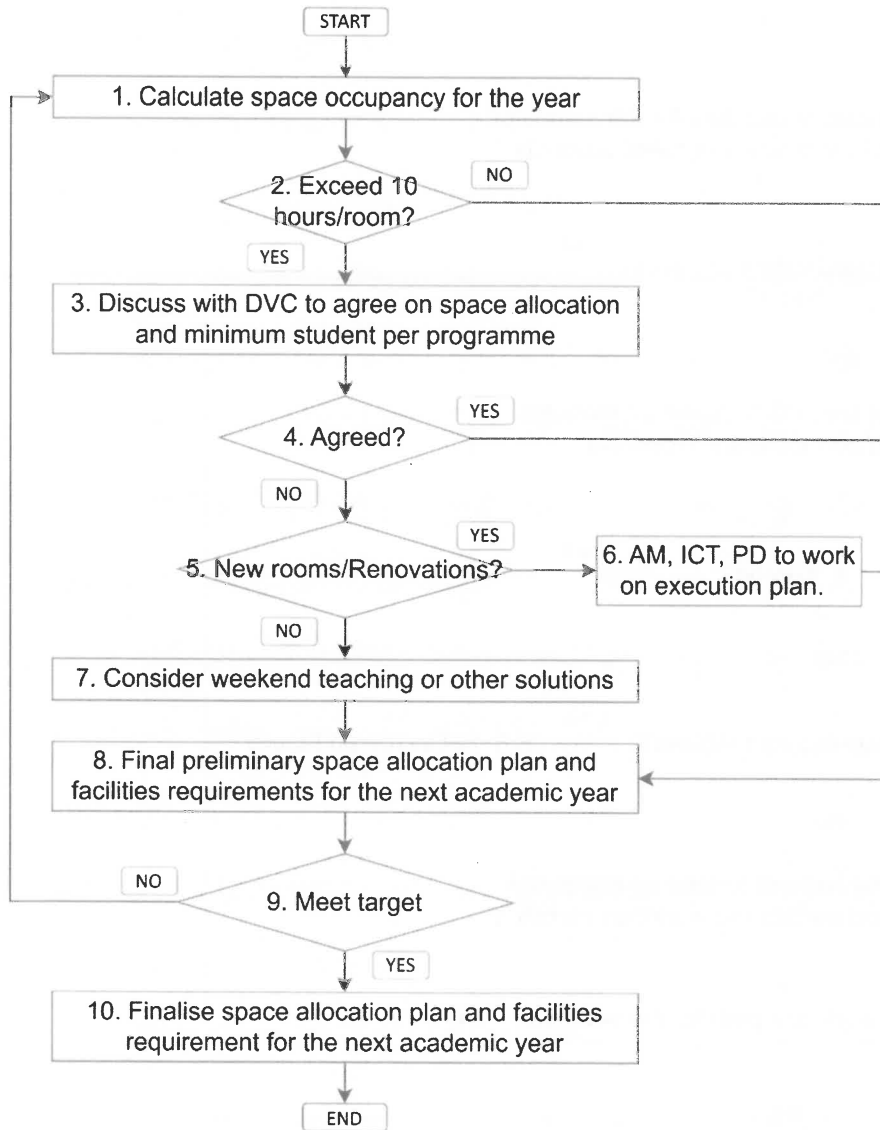 START
1. Calculate space occupancy for the year
2. Exceed 10
hours/room?
NO
YES
3. Discuss with DVC to agree on space allocation
and minimum student per programme
4. Agreed?
YES
NO
5. New rooms/Renovations?
YES
6. AM, ICT, PD to work
on execution plan.
NO
7. Consider weekend teaching or other solutions
8. Final preliminary space allocation plan and
facilities requirements for the next academic year
NO
9. Meet target
YES
10. Finalise space allocation plan and facilities
requirement for the next academic year
END